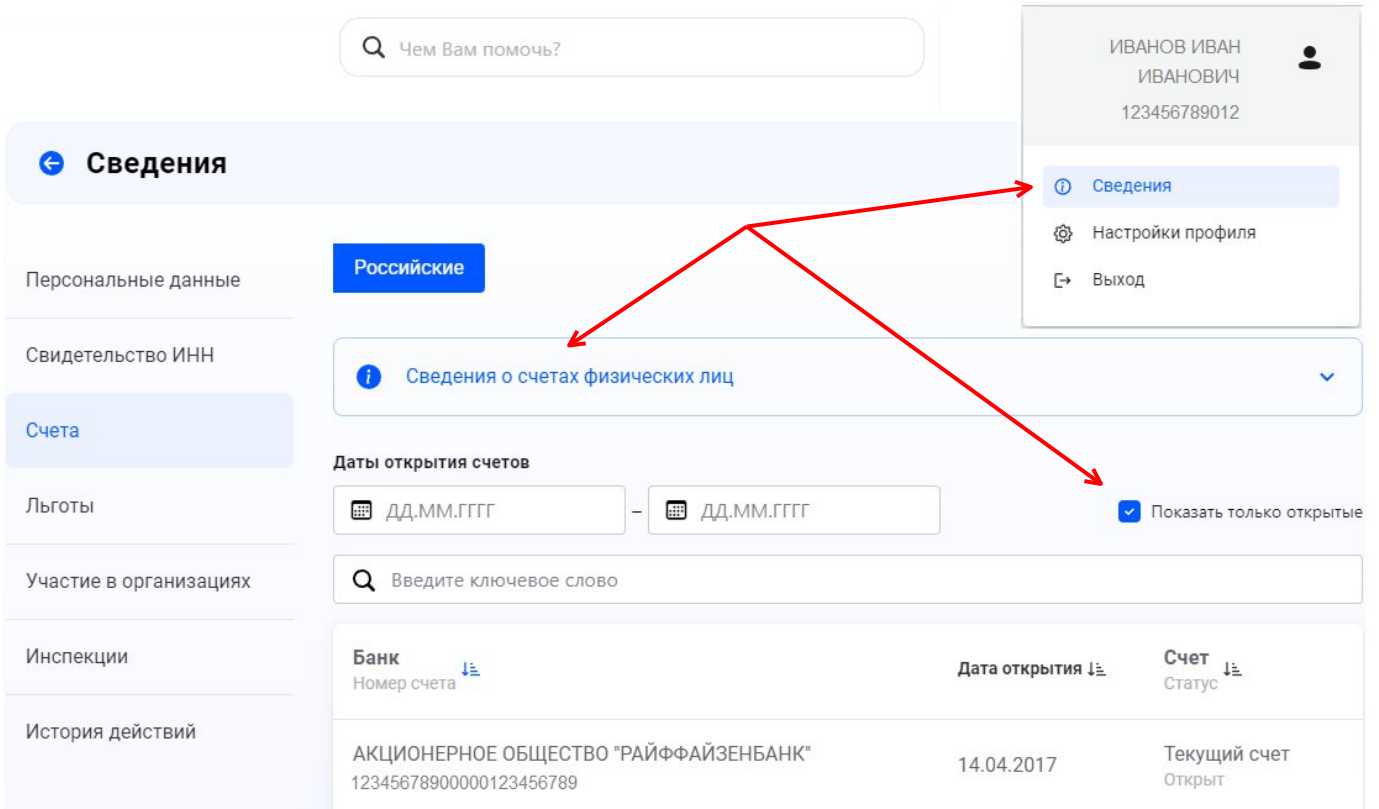 Чем Вам помочь?
ИВАНОВ ИВАН
ИВАНОВИЧ
123456789012
Сведения
Сведения
Настройки профиля
Выход
Персональные данные
Свидетельство ИНН
Счета
Льготы
Участие в организациях
Инспекции
История действий
Российские
Сведения о счетах физических лиц
Даты открытия счетов
ДД.ММ.ГГГГ – ДД.ММ.ГГГГ
Показать только открытые
Введите ключевое слово
Банк
Номер счета
Дата открытия
Счет
Статус
АКЦИОНЕРНОЕ ОБЩЕСТВО "РАЙФФАЙЗЕНБАНК"
12345678900000123456789
14.04.2017
Текущий счет
Открыт